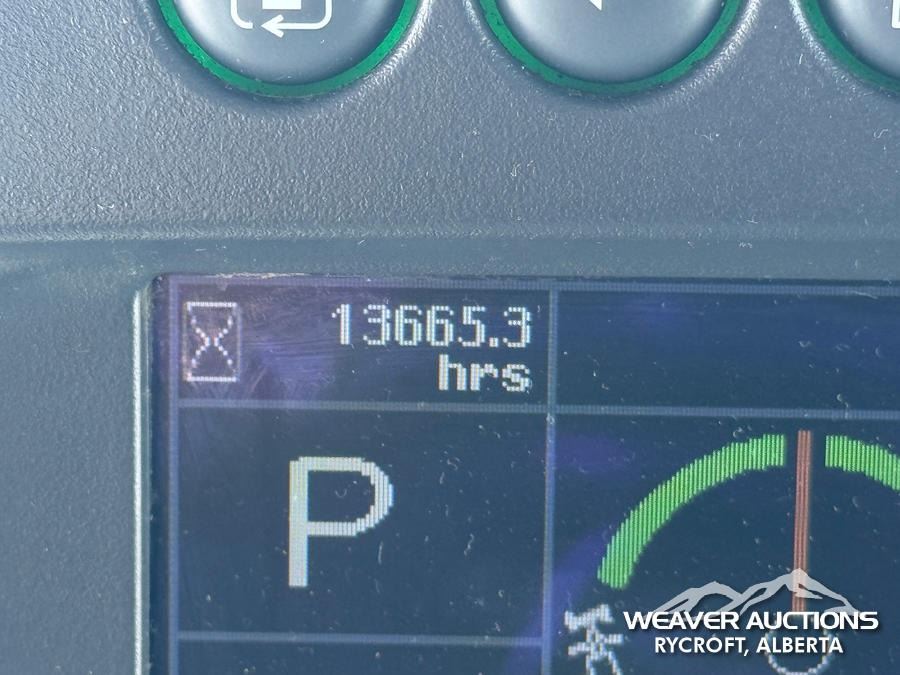 13665.3
hrs
P
WEAVER AUCTIONS
RYCROFT, ALBERTA